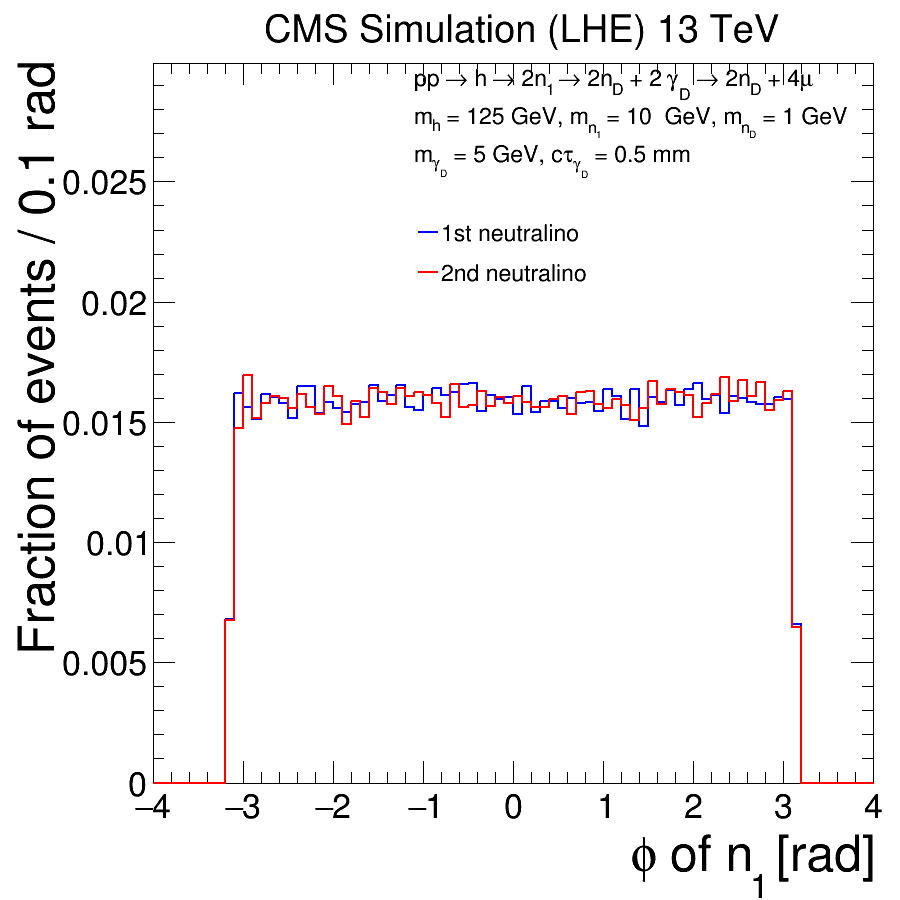 CMS Simulation (LHE) 13 TeV
pp → h → 2n₁ → 2n_D + 2 γ_D → 2n_D + 4μ
m_h = 125 GeV, m_n₁ = 10 GeV, m_n_D = 1 GeV
m_γ_D = 5 GeV, cτ_γ_D = 0.5 mm
1st neutralino
2nd neutralino
Fraction of events / 0.1 rad
0.025
0.02
0.015
0.01
0.005
0
−4 −3 −2 −1 0 1 2 3 4
ϕ of n₁ [rad]